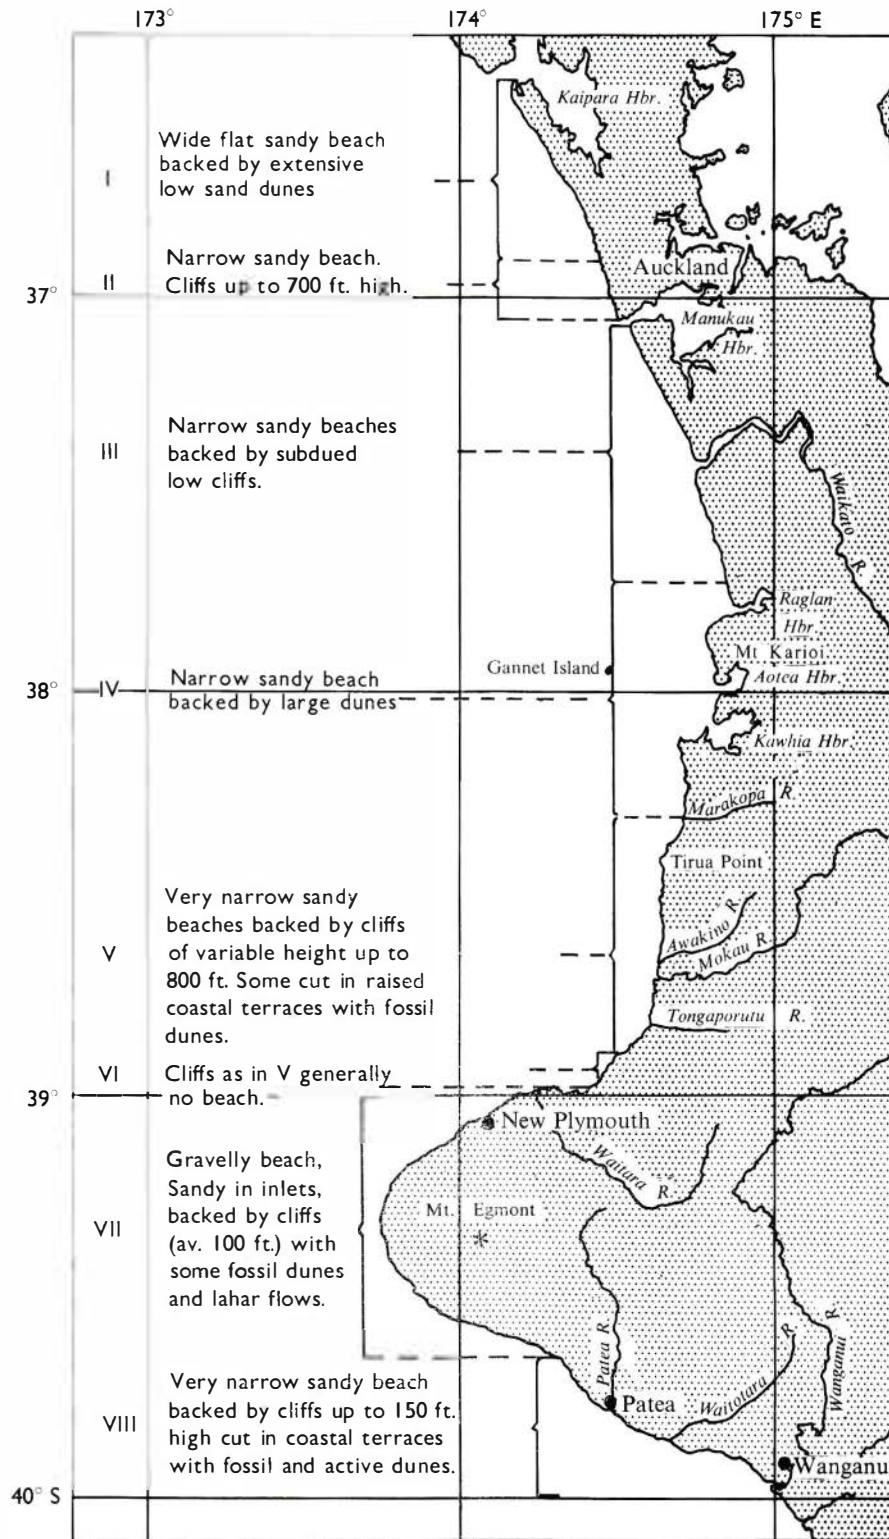 173° 174° 175° E
Kaipara Hbr.
I
Wide flat sandy beach
backed by extensive
low sand dunes
II
Narrow sandy beach.
Cliffs up to 700 ft. high.
Auckland
37°
Manukau
Hbr.
III
Narrow sandy beaches
backed by subdued
low cliffs.
Waikato R.
Raglan
Hbr.
Mt Karioi
Gannet Island
Aotea Hbr.
38°
IV
Narrow sandy beach
backed by large dunes
Kawhia Hbr.
Marakopa R.
Tirua Point
Awakino R.
Mokau R.
V
Very narrow sandy
beaches backed by cliffs
of variable height up to
800 ft. Some cut in raised
coastal terraces with fossil
dunes.
Tongaporutu R.
VI
Cliffs as in V generally
no beach.
39°
New Plymouth
Waitara R.
VII
Gravelly beach,
Sandy in inlets,
backed by cliffs
(av. 100 ft.) with
some fossil dunes
and lahar flows.
Mt. Egmont
Patea R.
Waitotara R.
Wanganui R.
VIII
Very narrow sandy beach
backed by cliffs up to 150 ft.
high cut in coastal terraces
with fossil and active dunes.
Patea
Wanganu
40° S